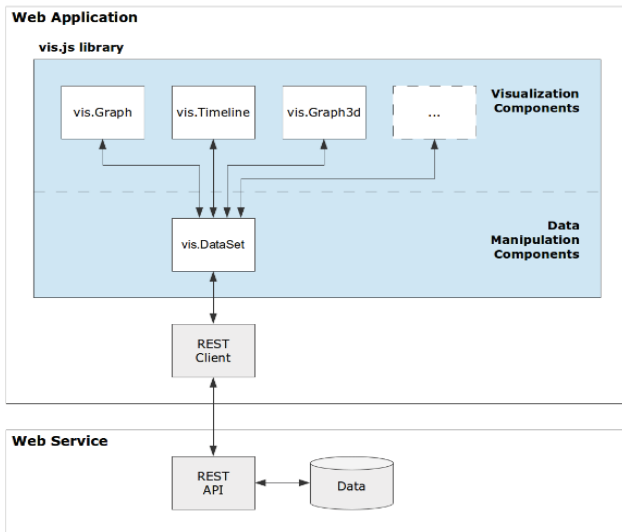 Web Application
vis.js library
vis.Graph
vis.Timeline
vis.Graph3d
...
Visualization
Components
vis.DataSet
Data
Manipulation
Components
REST
Client
Web Service
REST
API
Data